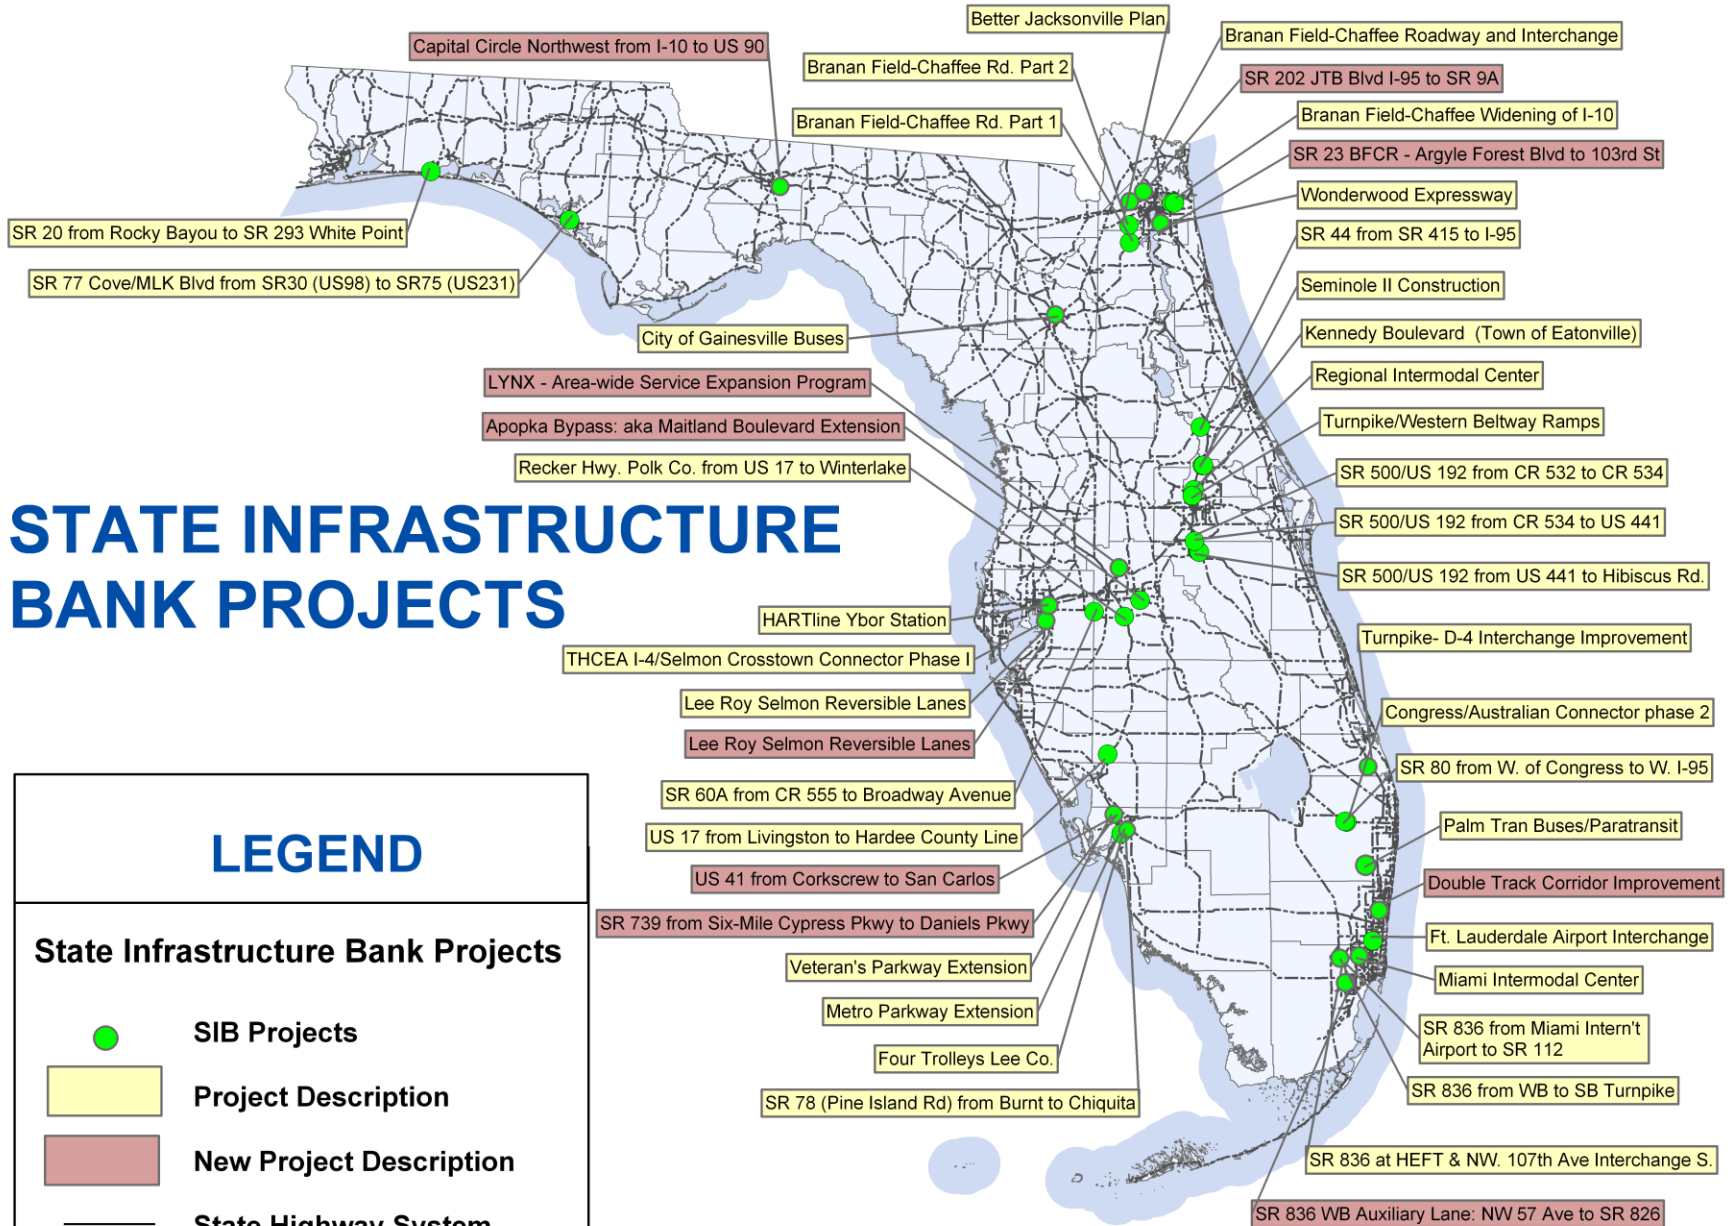 Better Jacksonville Plan
Branan Field-Chaffee Roadway and Interchange
Capital Circle Northwest from I-10 to US 90
Branan Field-Chaffee Rd. Part 2
SR 202 JTB Blvd I-95 to SR 9A
Branan Field-Chaffee Widening of I-10
Branan Field-Chaffee Rd. Part 1
SR 23 BFCR - Argyle Forest Blvd to 103rd St
Wonderwood Expressway
SR 20 from Rocky Bayou to SR 293 White Point
SR 44 from SR 415 to I-95
SR 77 Cove/MLK Blvd from SR30 (US98) to SR75 (US231)
Seminole II Construction
City of Gainesville Buses
Kennedy Boulevard (Town of Eatonville)
LYNX - Area-wide Service Expansion Program
Regional Intermodal Center
Apopka Bypass: aka Maitland Boulevard Extension
Turnpike/Western Beltway Ramps
Recker Hwy. Polk Co. from US 17 to Winterlake
SR 500/US 192 from CR 532 to CR 534
STATE INFRASTRUCTURE
BANK PROJECTS
SR 500/US 192 from CR 534 to US 441
SR 500/US 192 from US 441 to Hibiscus Rd.
HARTline Ybor Station
Turnpike- D-4 Interchange Improvement
THCEA I-4/Selmon Crosstown Connector Phase I
Lee Roy Selmon Reversible Lanes
Congress/Australian Connector phase 2
Lee Roy Selmon Reversible Lanes
SR 80 from W. of Congress to W. I-95
SR 60A from CR 555 to Broadway Avenue
Palm Tran Buses/Paratransit
US 17 from Livingston to Hardee County Line
US 41 from Corkscrew to San Carlos
Double Track Corridor Improvement
SR 739 from Six-Mile Cypress Pkwy to Daniels Pkwy
Ft. Lauderdale Airport Interchange
Veteran's Parkway Extension
Miami Intermodal Center
Metro Parkway Extension
SR 836 from Miami Intern't
Airport to SR 112
Four Trolleys Lee Co.
SR 836 from WB to SB Turnpike
SR 78 (Pine Island Rd) from Burnt to Chiquita
SR 836 at HEFT & NW. 107th Ave Interchange S.
SR 836 WB Auxiliary Lane: NW 57 Ave to SR 826
LEGEND
State Infrastructure Bank Projects
SIB Projects
Project Description
New Project Description
State Highway System